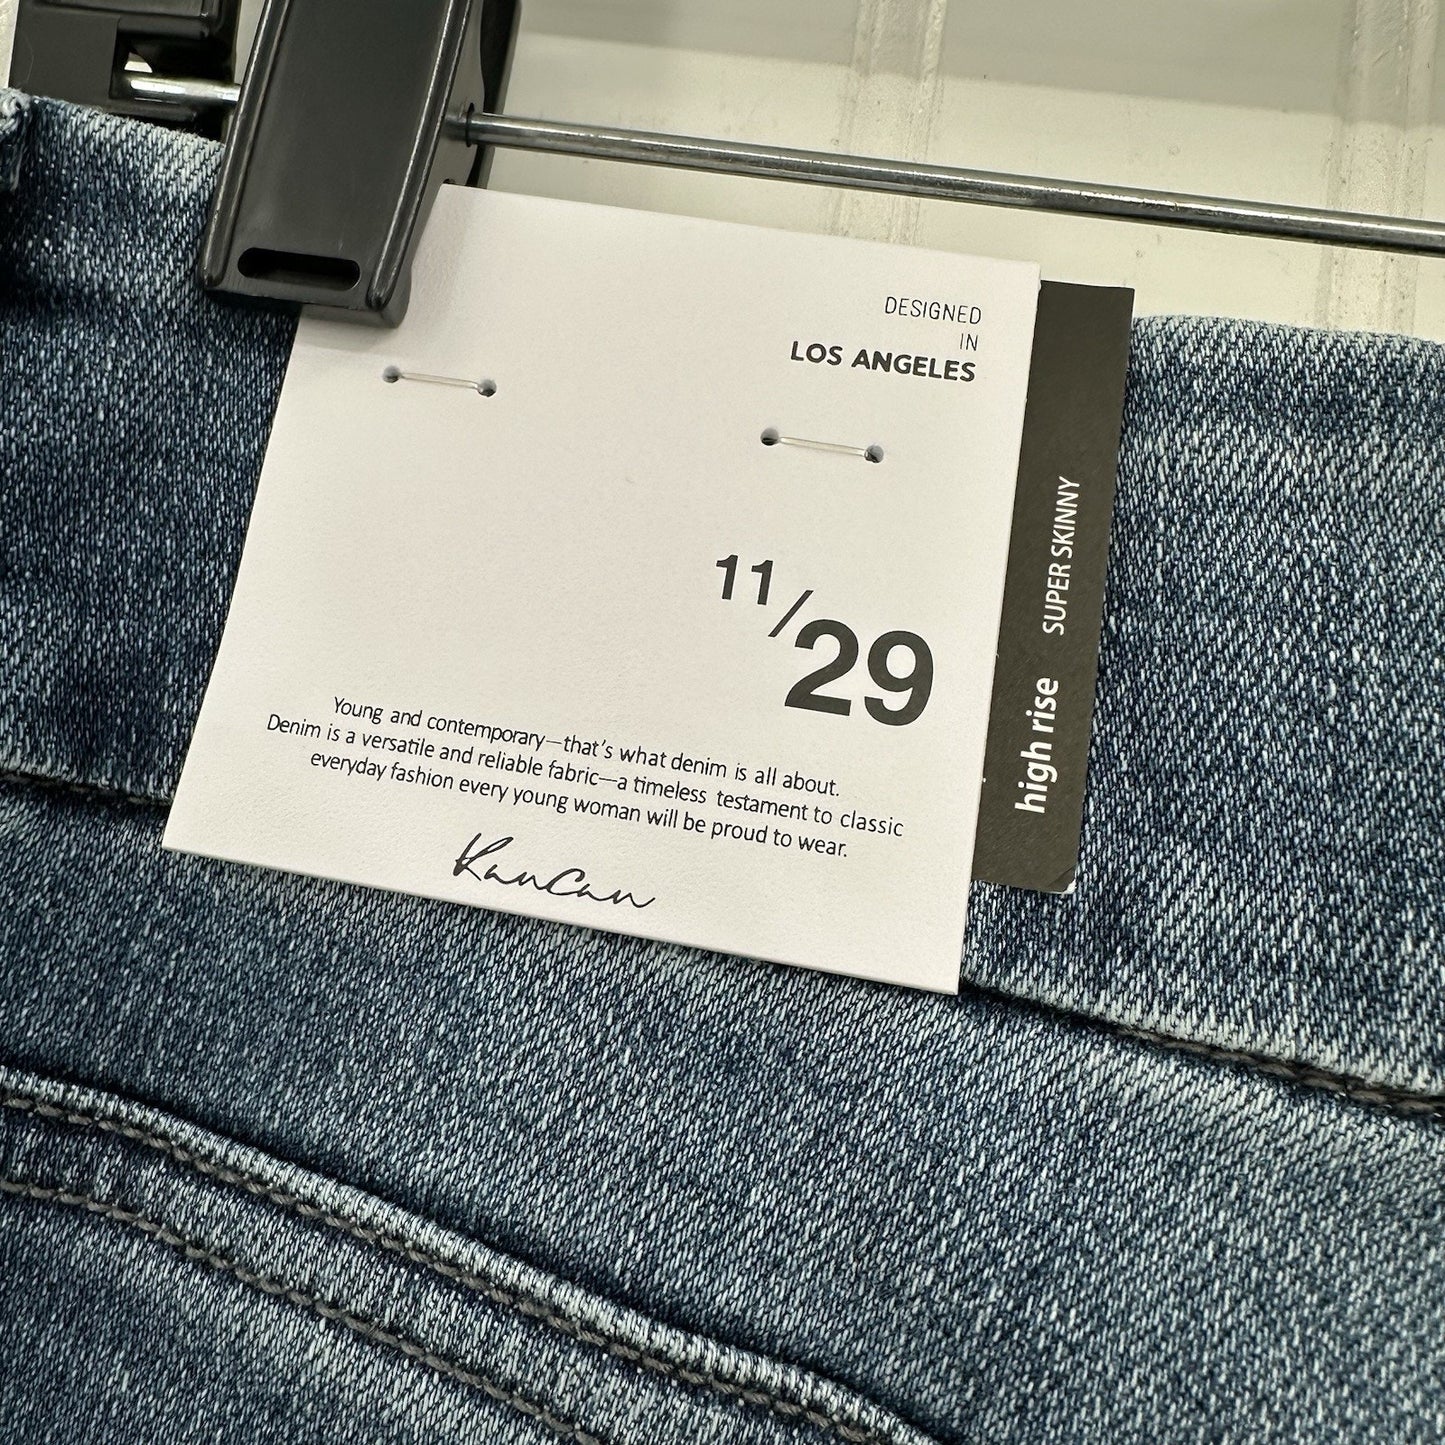 DESIGNED
IN
LOS ANGELES
11/29
Young and contemporary—that's what denim is all about.
Denim is a versatile and reliable fabric—a timeless testament to classic
everyday fashion every young woman will be proud to wear.
KanCan
high rise SUPER SKINNY